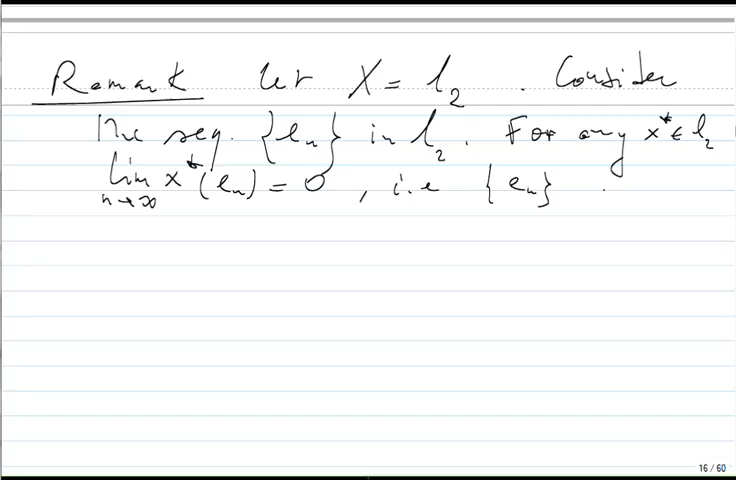 Remark Let X = l₂ . Consider
the seq. {eₙ} in l₂ . For any x* ∈ l₂
lim x*(eₙ) = 0 , i.e {eₙ}
n→∞
16 / 60